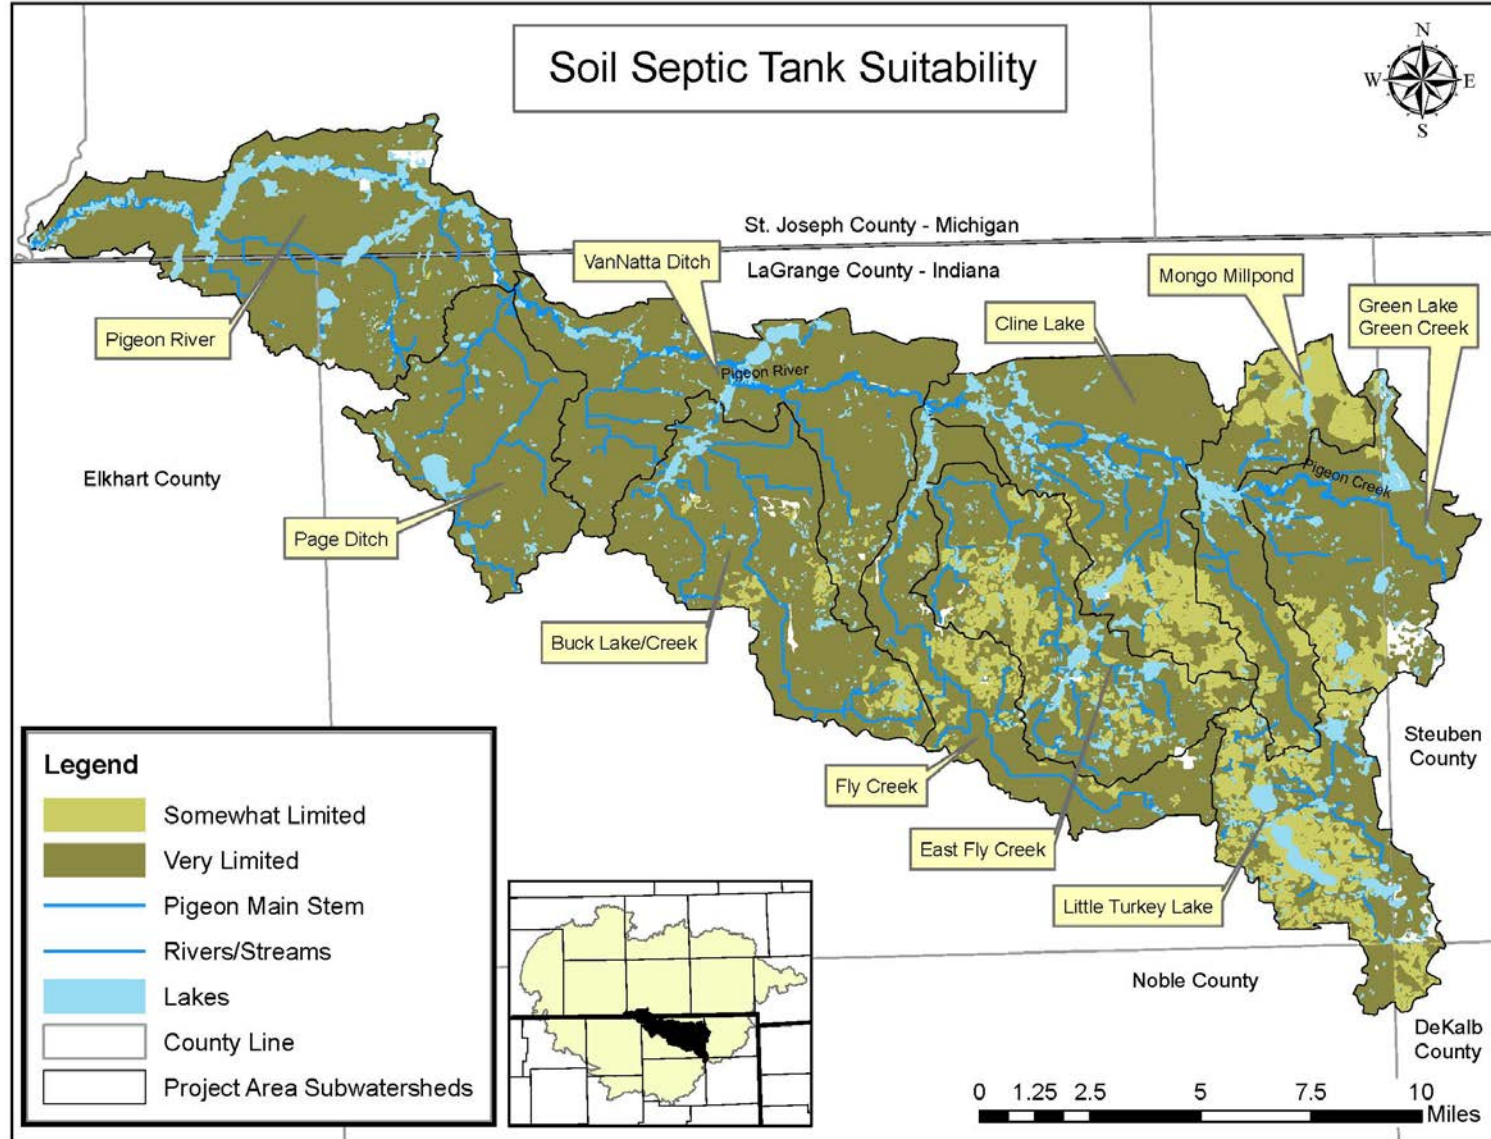 Soil Septic Tank Suitability
N
W
E
S
St. Joseph County - Michigan
LaGrange County - Indiana
VanNatta Ditch
Mongo Millpond
Green Lake
Green Creek
Cline Lake
Pigeon River
Pigeon River
Pigeon Creek
Elkhart County
Page Ditch
Buck Lake/Creek
Steuben
County
Fly Creek
East Fly Creek
Little Turkey Lake
Noble County
DeKalb
County
Legend
Somewhat Limited
Very Limited
Pigeon Main Stem
Rivers/Streams
Lakes
County Line
Project Area Subwatersheds
0 1.25 2.5 5 7.5 10
Miles